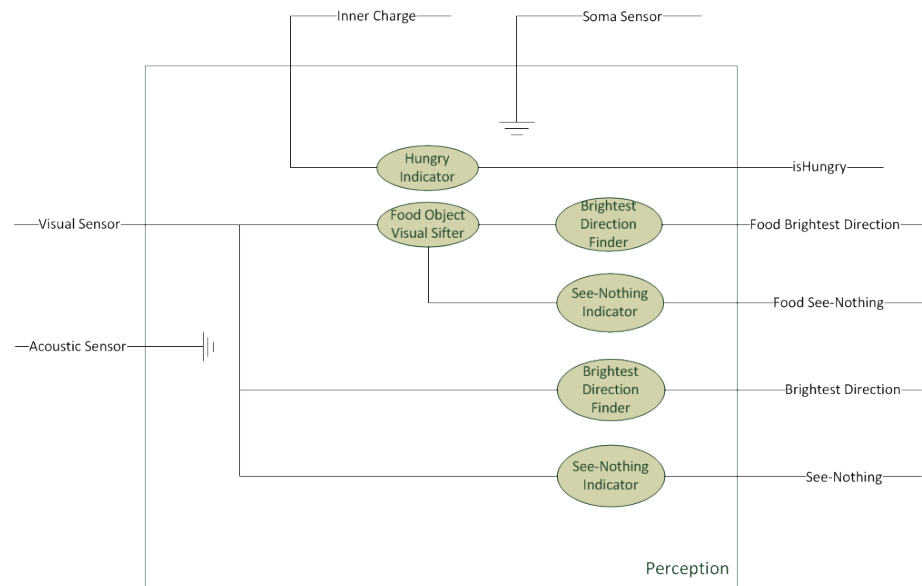 Inner Charge
Soma Sensor
Hungry
Indicator
isHungry
Visual Sensor
Food Object
Visual Sifter
Brightest
Direction
Finder
Food Brightest Direction
See-Nothing
Indicator
Food See-Nothing
Acoustic Sensor
Brightest
Direction
Finder
Brightest Direction
See-Nothing
Indicator
See-Nothing
Perception